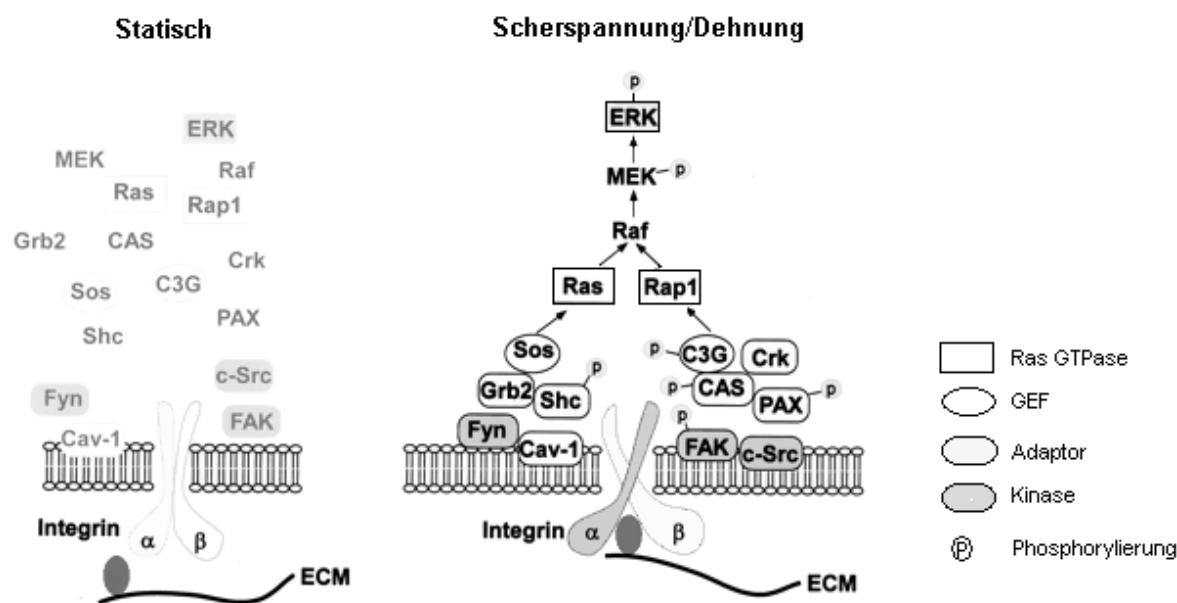 Statisch
ERK
MEK
Raf
Ras
Rap1
Grb2
CAS
Crk
Sos
C3G
PAX
Shc
c-Src
Fyn
FAK
Cav-1
Integrin
α
β
ECM
Scherspannung/Dehnung
p
ERK
MEK
p
Raf
Ras
Rap1
Sos
p
C3G
Crk
p
Grb2
Shc
p
CAS
PAX
p
p
Fyn
Cav-1
FAK
c-Src
Integrin
α
β
ECM
Ras GTPase
GEF
Adaptor
Kinase
P
Phosphorylierung